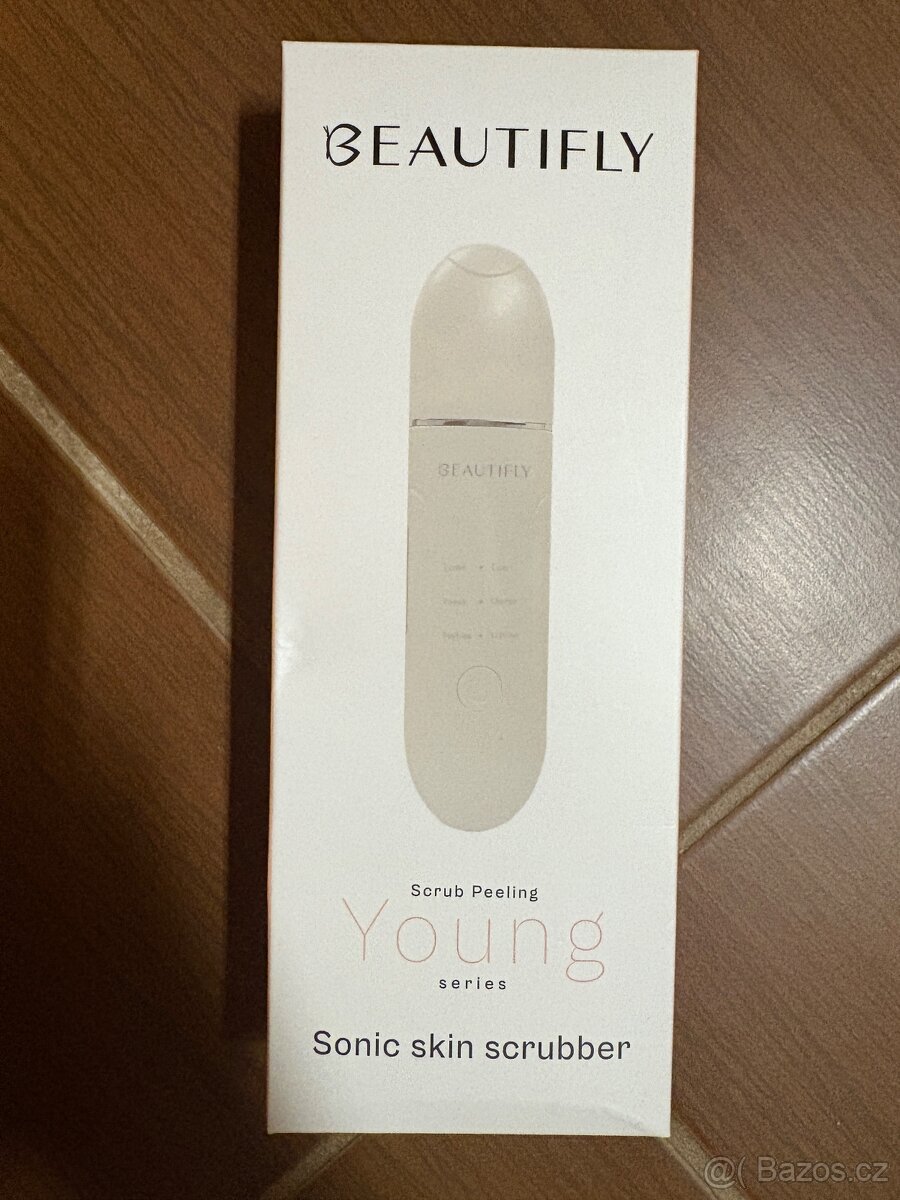 BEAUTIFLY
BEAUTIFLY
Scrub Peeling
Young
series
Sonic skin scrubber
@( Bazos.cz